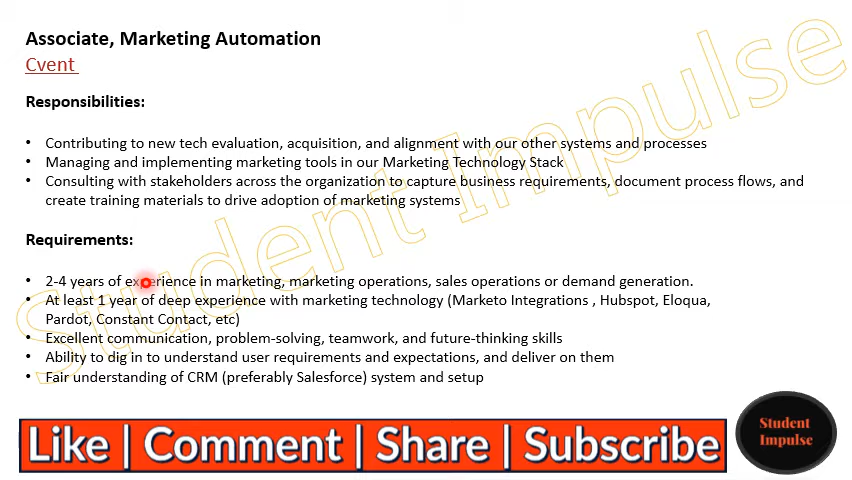 Associate, Marketing Automation
Cvent
Responsibilities:
• Contributing to new tech evaluation, acquisition, and alignment with our other systems and processes
• Managing and implementing marketing tools in our Marketing Technology Stack
• Consulting with stakeholders across the organization to capture business requirements, document process flows, and
create training materials to drive adoption of marketing systems
Requirements:
• 2-4 years of experience in marketing, marketing operations, sales operations or demand generation.
• At least 1 year of deep experience with marketing technology (Marketo Integrations , Hubspot, Eloqua,
Pardot, Constant Contact, etc)
• Excellent communication, problem-solving, teamwork, and future-thinking skills
• Ability to dig in to understand user requirements and expectations, and deliver on them
• Fair understanding of CRM (preferably Salesforce) system and setup
Student Impulse
Like | Comment | Share | Subscribe
Student
Impulse